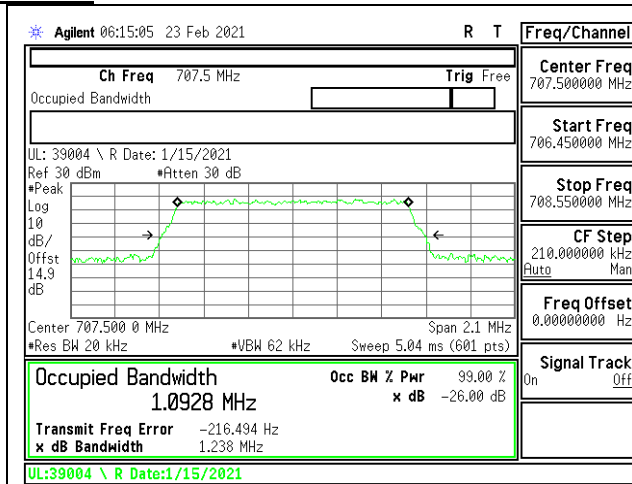 Agilent 06:15:05 23 Feb 2021 R T
Freq/Channel
Ch Freq 707.5 MHz Trig Free
Occupied Bandwidth
Center Freq
707.500000 MHz
Start Freq
706.450000 MHz
UL: 39004 \ R Date: 1/15/2021
Ref 30 dBm #Atten 30 dB
#Peak
Log
10
dB/
Offst
14.9
dB
Stop Freq
708.550000 MHz
CF Step
210.000000 kHz
Auto Man
Freq Offset
0.00000000 Hz
Center 707.500 0 MHz Span 2.1 MHz
#Res BW 20 kHz #VBW 62 kHz Sweep 5.04 ms (601 pts)
Signal Track
On Off
Occupied Bandwidth Occ BW % Pwr 99.00 %
1.0928 MHz x dB -26.00 dB
Transmit Freq Error -216.494 Hz
x dB Bandwidth 1.238 MHz
UL:39004 \ R Date:1/15/2021